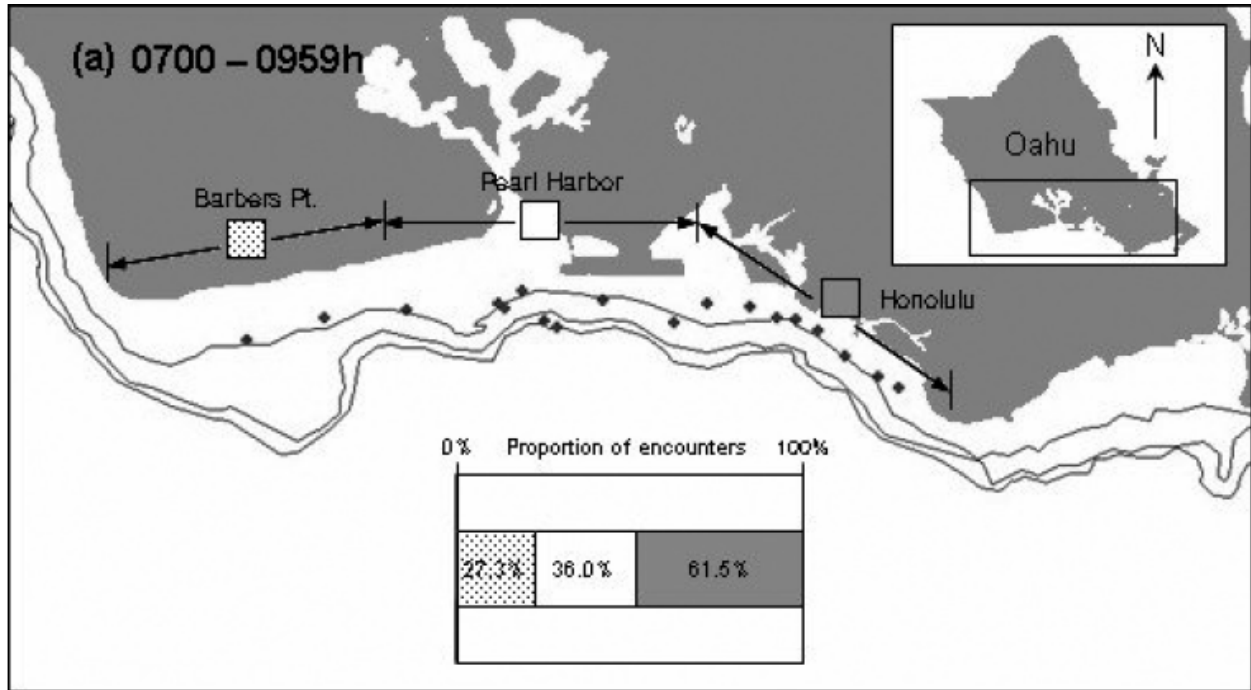 (a) 0700 – 0959h
N
Oahu
Pearl Harbor
Barbers Pt.
Honolulu
0% Proportion of encounters 100%
27.3% 36.0% 61.5%